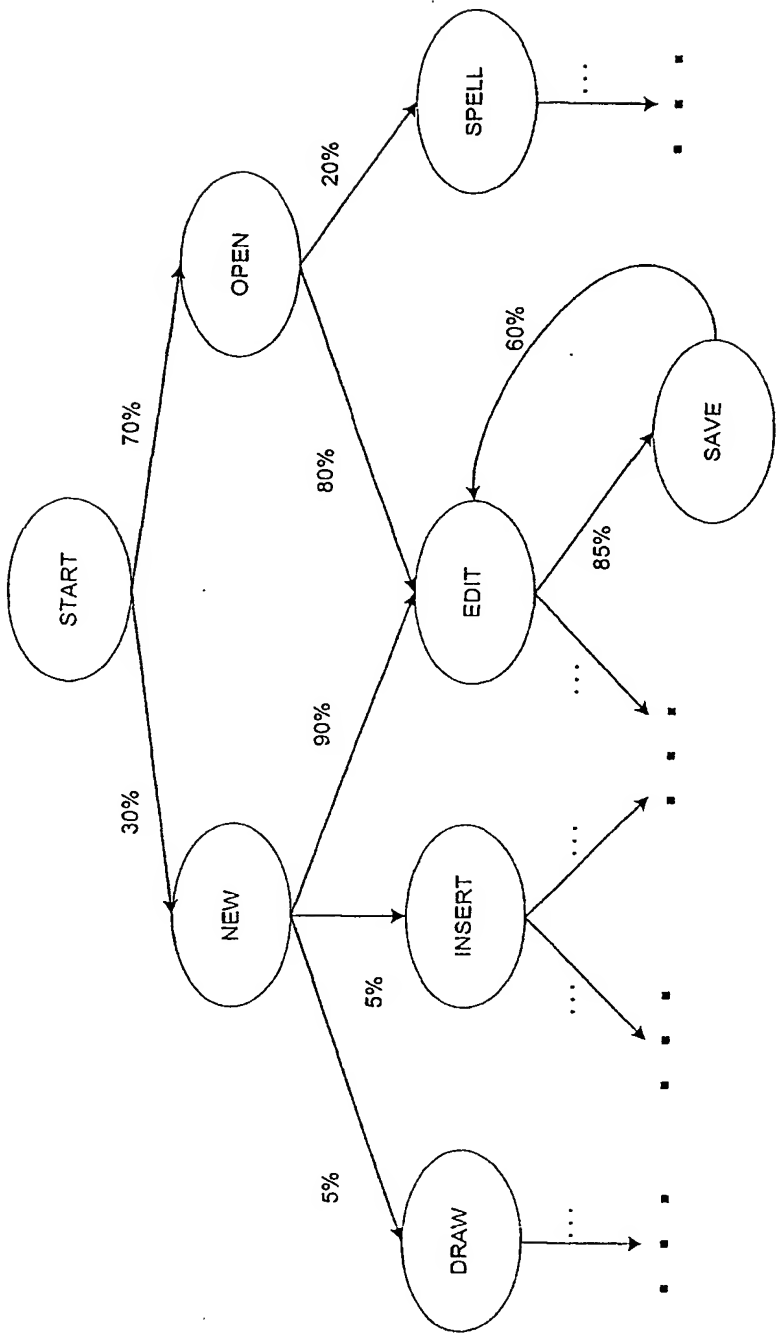 START
30%
70%
NEW
OPEN
5%
5%
90%
80%
20%
DRAW
INSERT
EDIT
SPELL
60%
85%
SAVE